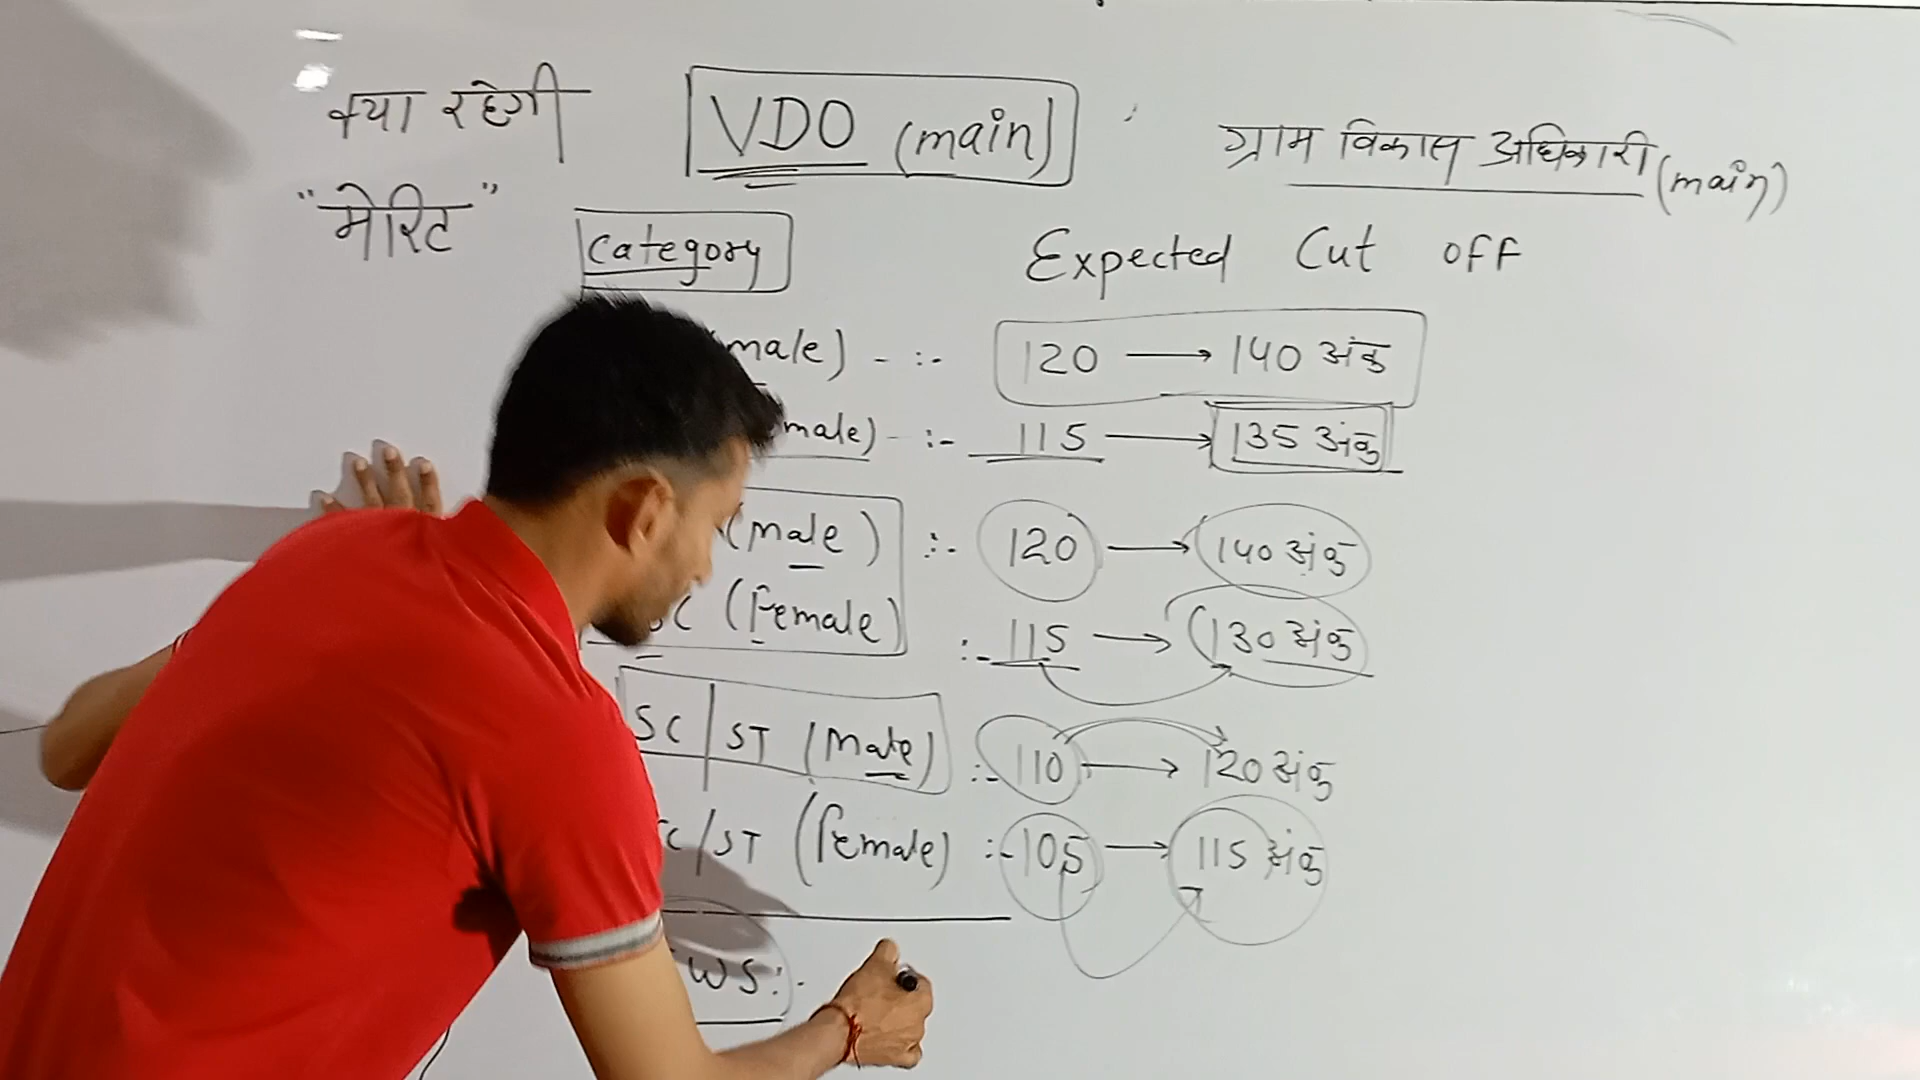 क्या रहेगी VDO (main) ग्राम विकास अधिकारी (main)
"मेरिट"
Category Expected Cut off
male) - :- 120 → 140 अंक
male) - :- 115 → 135 अंक
(male) :- 120 → 140 अंक
C (Female) :- 115 → 130 अंक
SC | ST (Male) :- 110 → 120 अंक
C/ST (Female) :- 105 → 115 अंक
WS :-